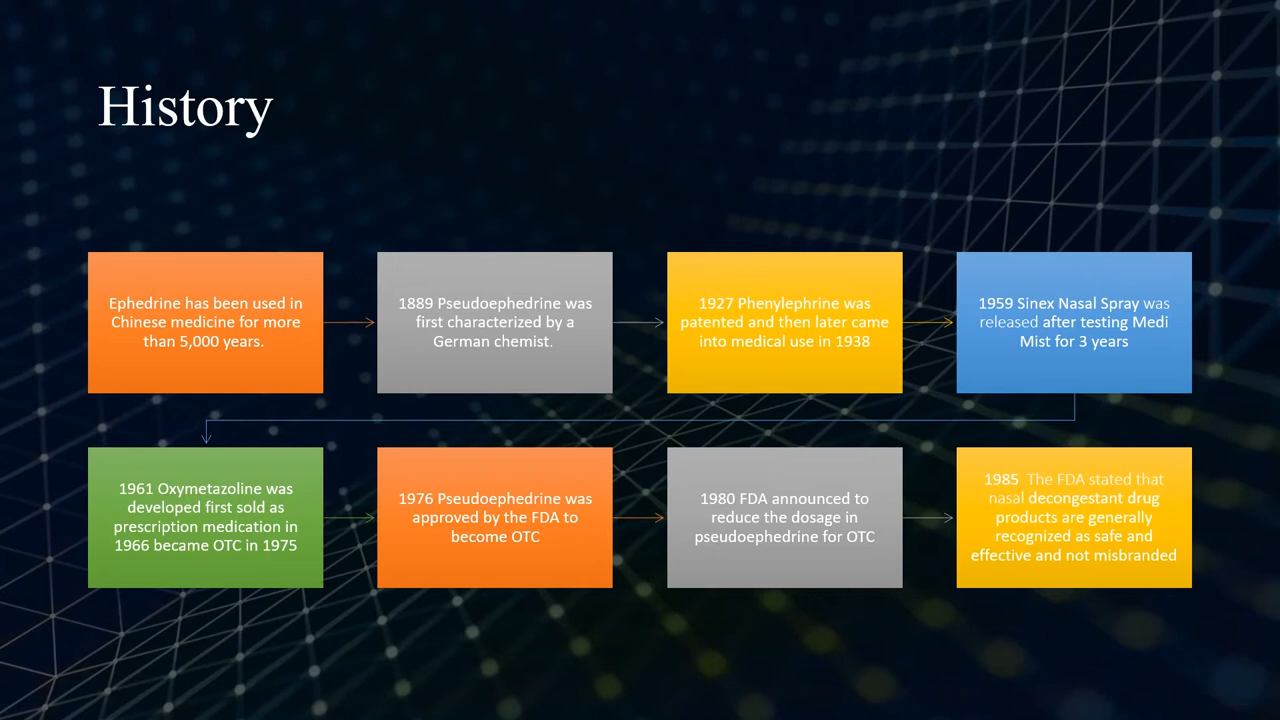 History
Ephedrine has been used in
Chinese medicine for more
than 5,000 years.
1889 Pseudoephedrine was
first characterized by a
German chemist.
1927 Phenylephrine was
patented and then later came
into medical use in 1938
1959 Sinex Nasal Spray was
released after testing Medi
Mist for 3 years
1961 Oxymetazoline was
developed first sold as
prescription medication in
1966 became OTC in 1975
1976 Pseudoephedrine was
approved by the FDA to
become OTC
1980 FDA announced to
reduce the dosage in
pseudoephedrine for OTC
1985 The FDA stated that
nasal decongestant drug
products are generally
recognized as safe and
effective and not misbranded